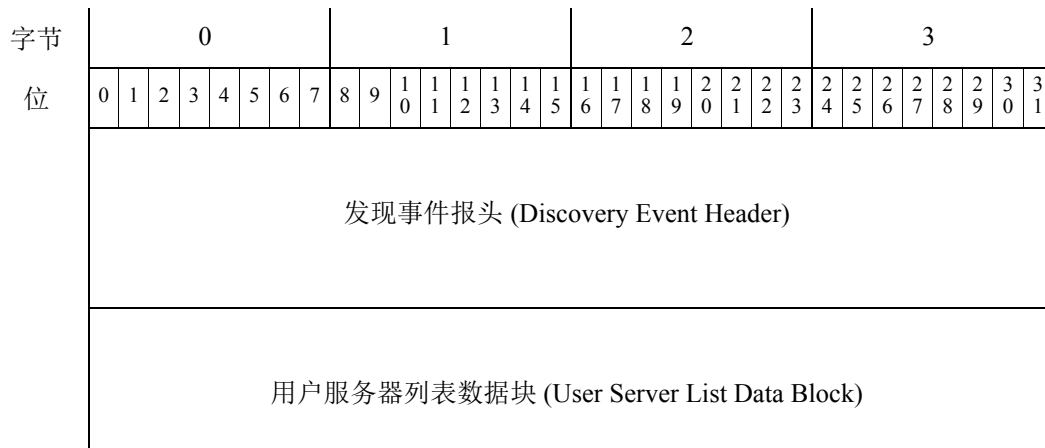 字节 0 1 2 3
位 0 1 2 3 4 5 6 7 8 9 10 11 12 13 14 15 16 17 18 19 20 21 22 23 24 25 26 27 28 29 30 31
发现事件报头 (Discovery Event Header)
用户服务器列表数据块 (User Server List Data Block)